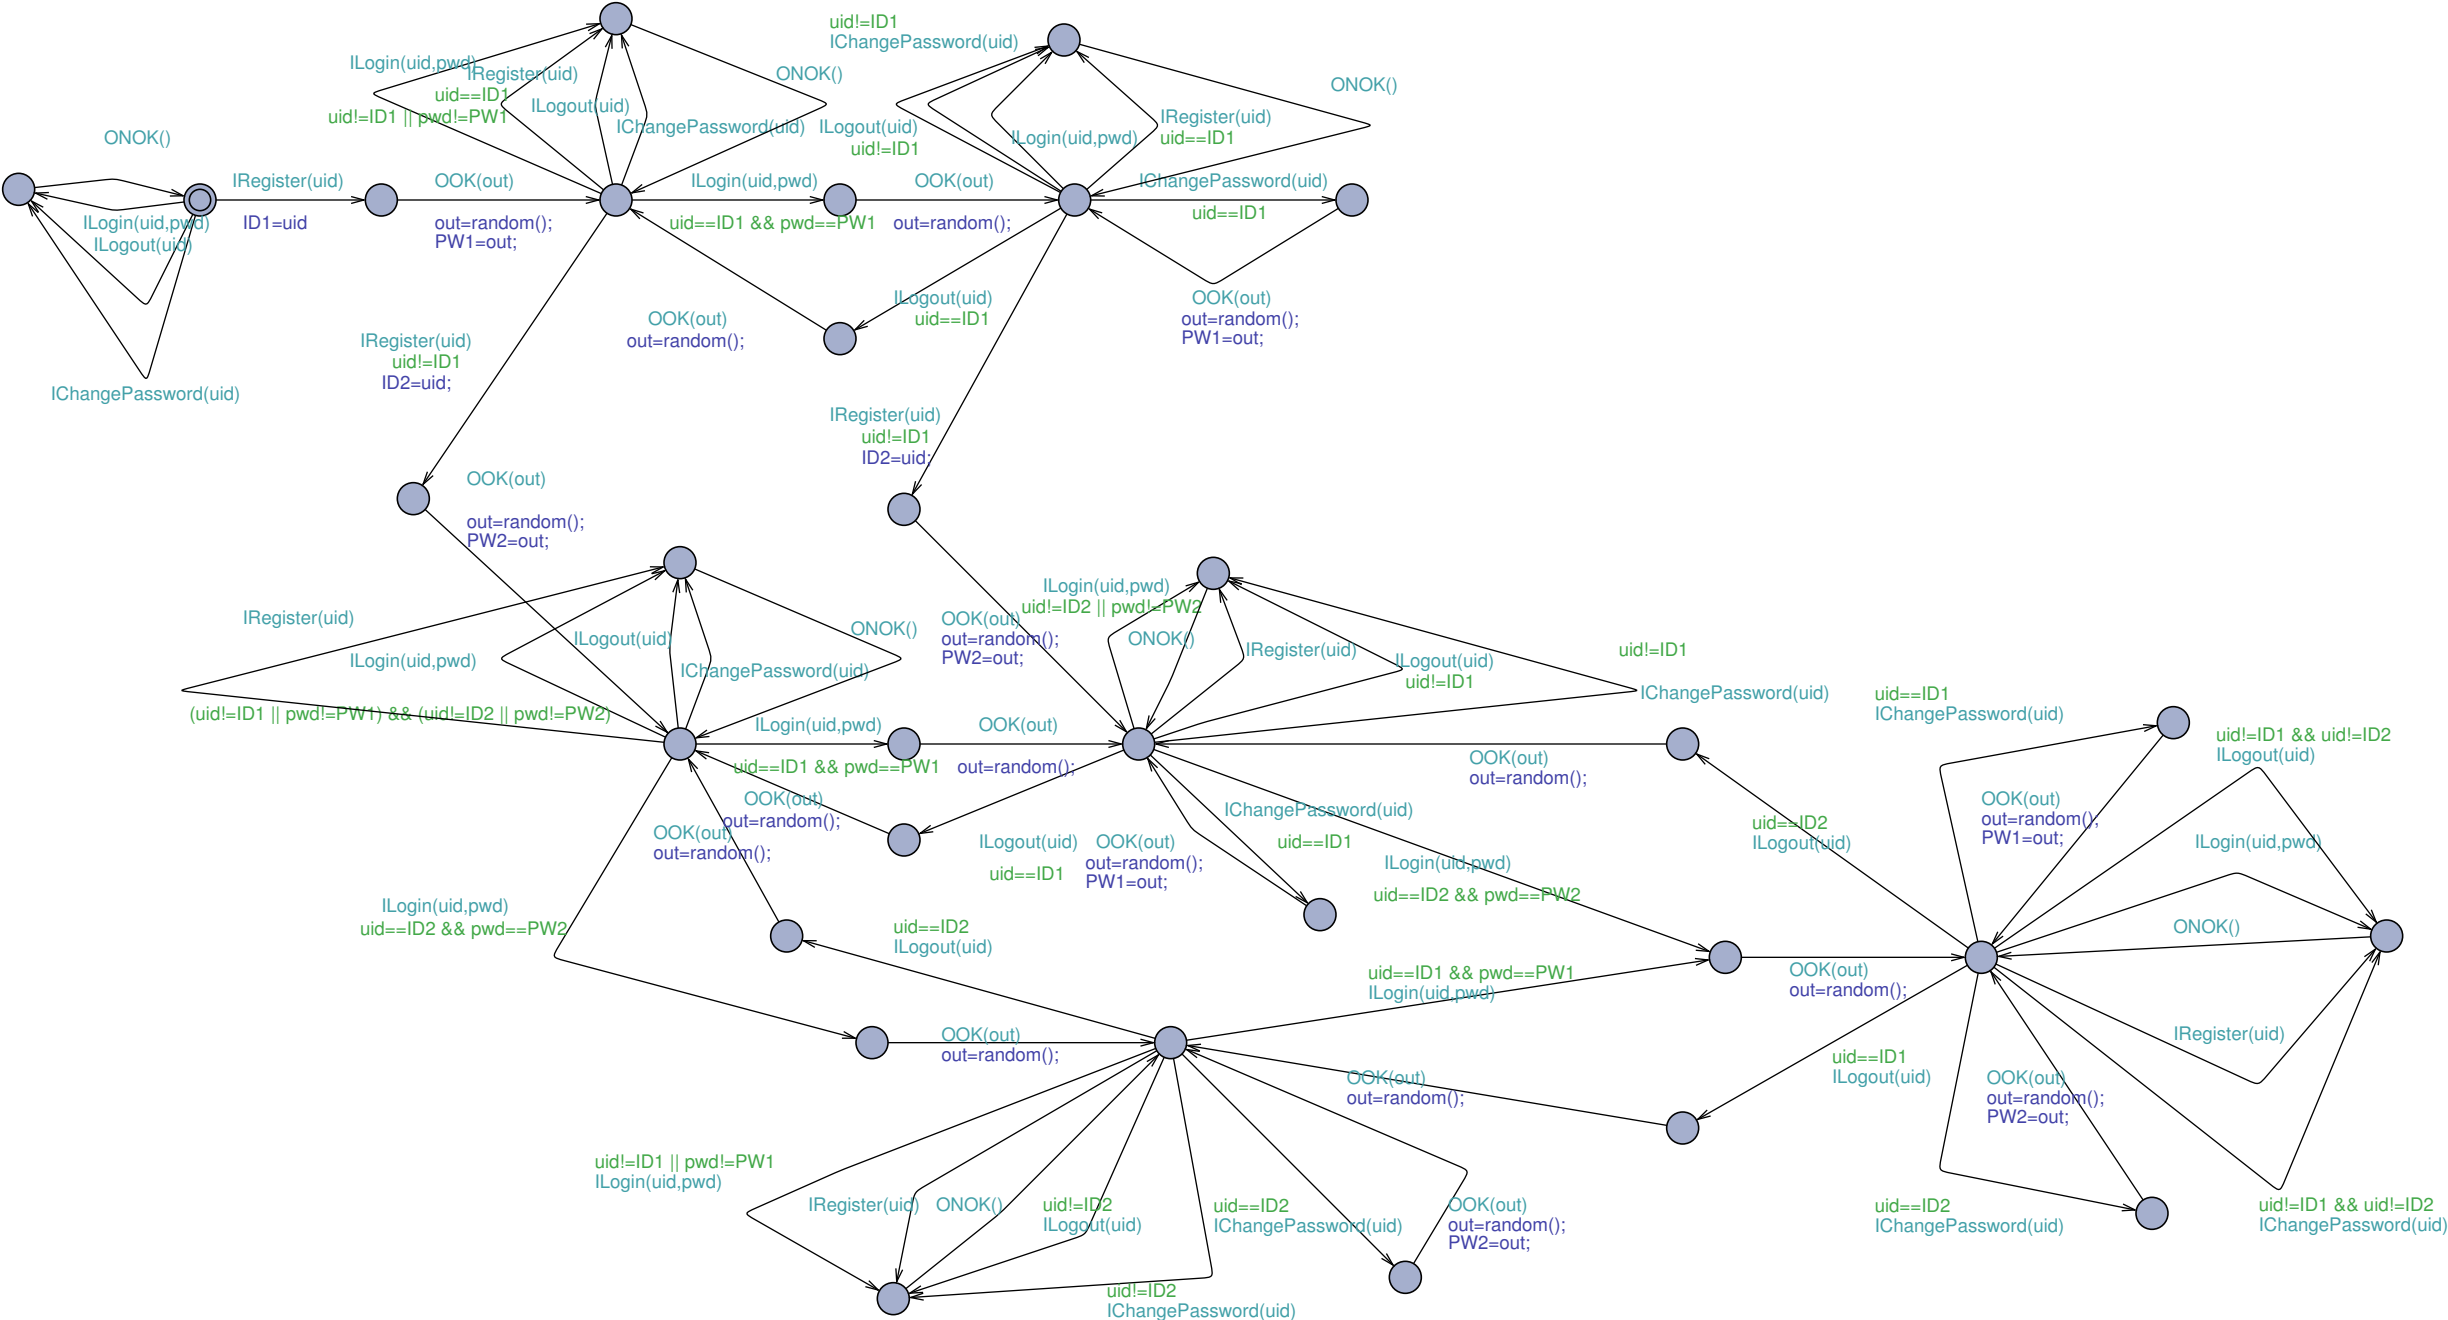 uid!=ID1
IChangePassword(uid)
ILogin(uid,pwd)
IRegister(uid)
uid==ID1
uid!=ID1 || pwd!=PW1
ILogout(uid)
IChangePassword(uid)
ONOK()
ONOK()
ONOK()
ILogout(uid)
uid!=ID1
ILogin(uid,pwd)
IRegister(uid)
uid==ID1
IRegister(uid)
ID1=uid
OOK(out)
out=random();
PW1=out;
ILogin(uid,pwd)
uid==ID1 && pwd==PW1
OOK(out)
out=random();
IChangePassword(uid)
uid==ID1
ILogin(uid,pwd)
ILogout(uid)
IChangePassword(uid)
OOK(out)
out=random();
ILogout(uid)
uid==ID1
OOK(out)
out=random();
PW1=out;
IRegister(uid)
uid!=ID1
ID2=uid;
IRegister(uid)
uid!=ID1
ID2=uid;
OOK(out)
out=random();
PW2=out;
IRegister(uid)
ILogin(uid,pwd)
(uid!=ID1 || pwd!=PW1) && (uid!=ID2 || pwd!=PW2)
ILogout(uid)
IChangePassword(uid)
ONOK()
OOK(out)
out=random();
PW2=out;
ILogin(uid,pwd)
uid!=ID2 || pwd!=PW2
ONOK()
IRegister(uid)
ILogout(uid)
uid!=ID1
uid!=ID1
IChangePassword(uid)
uid==ID1
IChangePassword(uid)
uid!=ID1 && uid!=ID2
ILogout(uid)
ILogin(uid,pwd)
uid==ID1 && pwd==PW1
OOK(out)
out=random();
OOK(out)
out=random();
OOK(out)
out=random();
OOK(out)
out=random();
ILogout(uid)
uid==ID1
OOK(out)
out=random();
PW1=out;
IChangePassword(uid)
uid==ID1
ILogin(uid,pwd)
uid==ID2 && pwd==PW2
uid==ID2
ILogout(uid)
OOK(out)
out=random();
PW1=out;
ILogin(uid,pwd)
ONOK()
ILogin(uid,pwd)
uid==ID2 && pwd==PW2
uid==ID2
ILogout(uid)
uid==ID1 && pwd==PW1
ILogin(uid,pwd)
OOK(out)
out=random();
OOK(out)
out=random();
IRegister(uid)
OOK(out)
out=random();
uid==ID1
ILogout(uid)
OOK(out)
out=random();
PW2=out;
uid!=ID1 || pwd!=PW1
ILogin(uid,pwd)
IRegister(uid)
ONOK()
uid!=ID2
ILogout(uid)
uid==ID2
IChangePassword(uid)
OOK(out)
out=random();
PW2=out;
uid==ID2
IChangePassword(uid)
uid!=ID1 && uid!=ID2
IChangePassword(uid)
uid!=ID2
IChangePassword(uid)